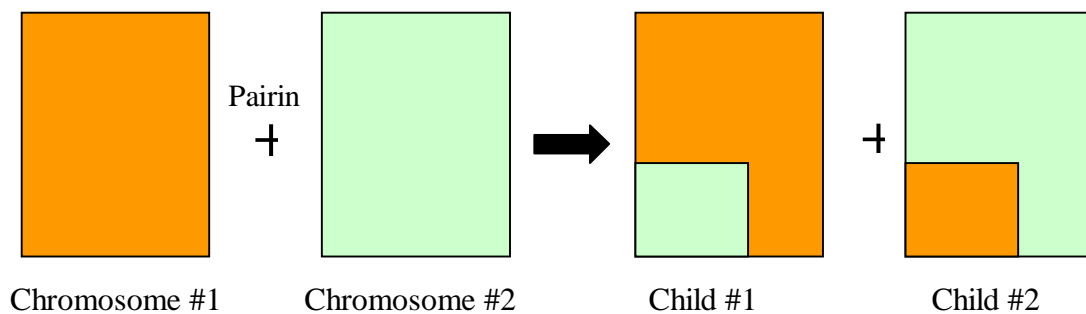 Pairin
+
+
Chromosome #1
Chromosome #2
Child #1
Child #2